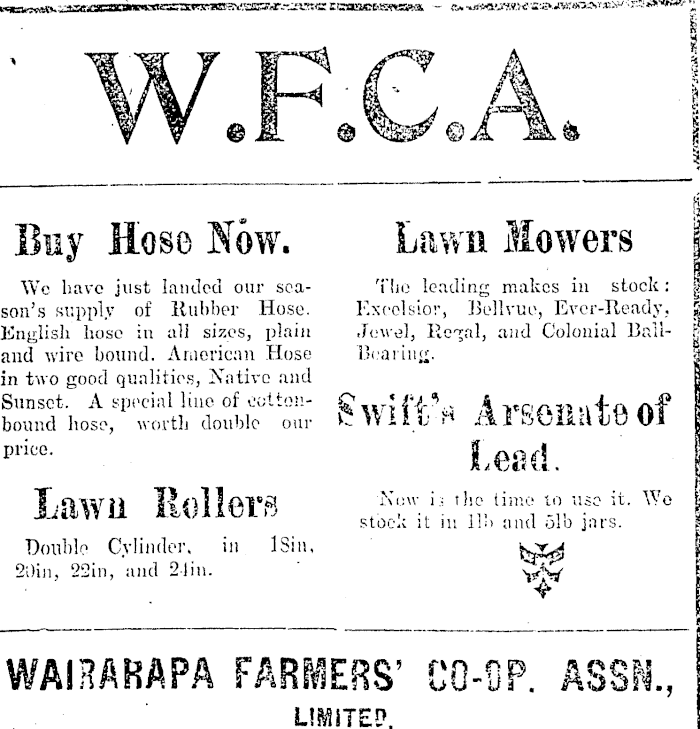 W.F.C.A.
Buy Hose Now.
We have just landed our sea-
son's supply of Rubber Hose.
English hose in all sizes, plain
and wire bound. American Hose
in two good qualities, Native and
Sunset. A special line of cotton-
bound hose, worth double our
price.
Lawn Rollers
Double Cylinder, in 18in,
20in, 22in, and 24in.
Lawn Mowers
The leading makes in stock:
Excelsior, Bellvue, Ever-Ready,
Jewel, Regal, and Colonial Ball-
Bearing.
Swift's Arsenate of
Lead.
Now is the time to use it. We
stock it in 1lb and 5lb jars.
WAIRARAPA FARMERS' CO-OP. ASSN.,
LIMITED.